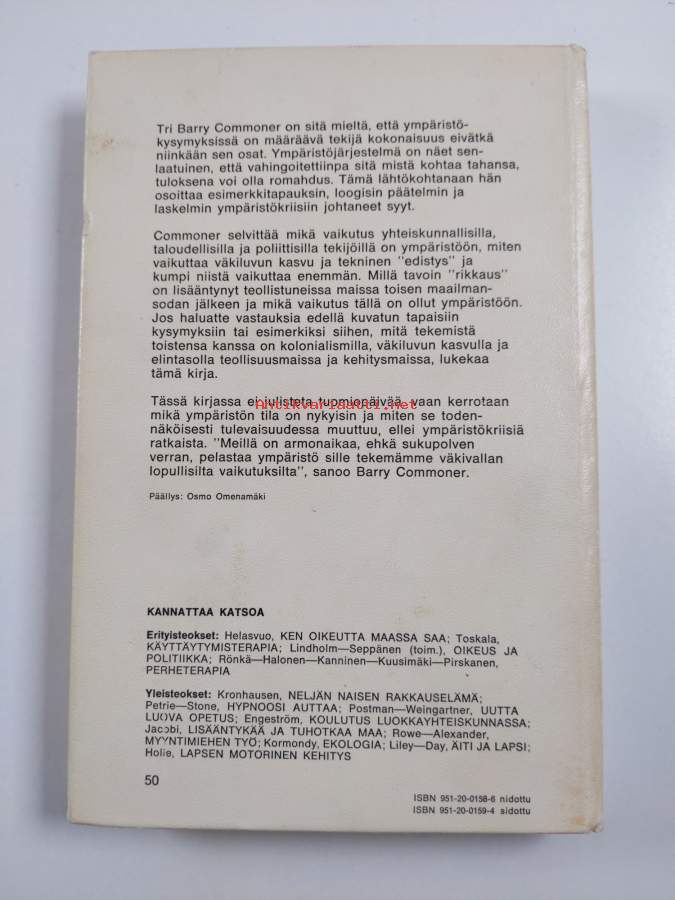 Tri Barry Commoner on sitä mieltä, että ympäristö-
kysymyksissä on määräävä tekijä kokonaisuus eivätkä
niinkään sen osat. Ympäristöjärjestelmä on näet sen-
laatuinen, että vahingoitettiinpa sitä mistä kohtaa tahansa,
tuloksena voi olla romahdus. Tämä lähtökohtanaan hän
osoittaa esimerkkitapauksin, loogisin päätelmin ja
laskelmin ympäristökriisiin johtaneet syyt.
Commoner selvittää mikä vaikutus yhteiskunnallisilla,
taloudellisilla ja poliittisilla tekijöillä on ympäristöön, miten
vaikuttaa väkiluvun kasvu ja tekninen "edistys" ja
kumpi niistä vaikuttaa enemmän. Millä tavoin "rikkaus"
on lisääntynyt teollistuneissa maissa toisen maailman-
sodan jälkeen ja mikä vaikutus tällä on ollut ympäristöön.
Jos haluatte vastauksia edellä kuvatun tapaisiin
kysymyksiin tai esimerkiksi siihen, mitä tekemistä
toistensa kanssa on kolonialismilla, väkiluvun kasvulla ja
elintasolla teollisuusmaissa ja kehitysmaissa, lukekaa
tämä kirja.
Tässä kirjassa ei julisteta tuomiopäivää, vaan kerrotaan
Antikvariaatti.net
mikä ympäristön tila on nykyisin ja miten se toden-
näköisesti tulevaisuudessa muuttuu, ellei ympäristökriisiä
ratkaista. "Meillä on armonaikaa, ehkä sukupolven
verran, pelastaa ympäristö sille tekemämme väkivallan
lopullisilta vaikutuksilta", sanoo Barry Commoner.
Päällys: Osmo Omenamäki
KANNATTAA KATSOA
Erityisteokset: Helasvuo, KEN OIKEUTTA MAASSA SAA; Toskala,
KÄYTTÄYTYMISTERAPIA; Lindholm—Seppänen (toim.), OIKEUS JA
POLITIIKKA; Rönkä—Halonen—Kanninen—Kuusimäki—Pirskanen,
PERHETERAPIA
Yleisteokset: Kronhausen, NELJÄN NAISEN RAKKAUSELÄMÄ;
Petrie—Stone, HYPNOOSI AUTTAA; Postman—Weingartner, UUTTA
LUOVA OPETUS; Engeström, KOULUTUS LUOKKAYHTEISKUNNASSA;
Jacobi, LISÄÄNTYKÄÄ JA TUHOTKAA MAA; Rowe—Alexander,
MYYNTIMIEHEN TYÖ; Kormondy, EKOLOGIA; Liley—Day, ÄITI JA LAPSI;
Holle, LAPSEN MOTORINEN KEHITYS
50
ISBN 951-20-0158-6 nidottu
ISBN 951-20-0159-4 sidottu